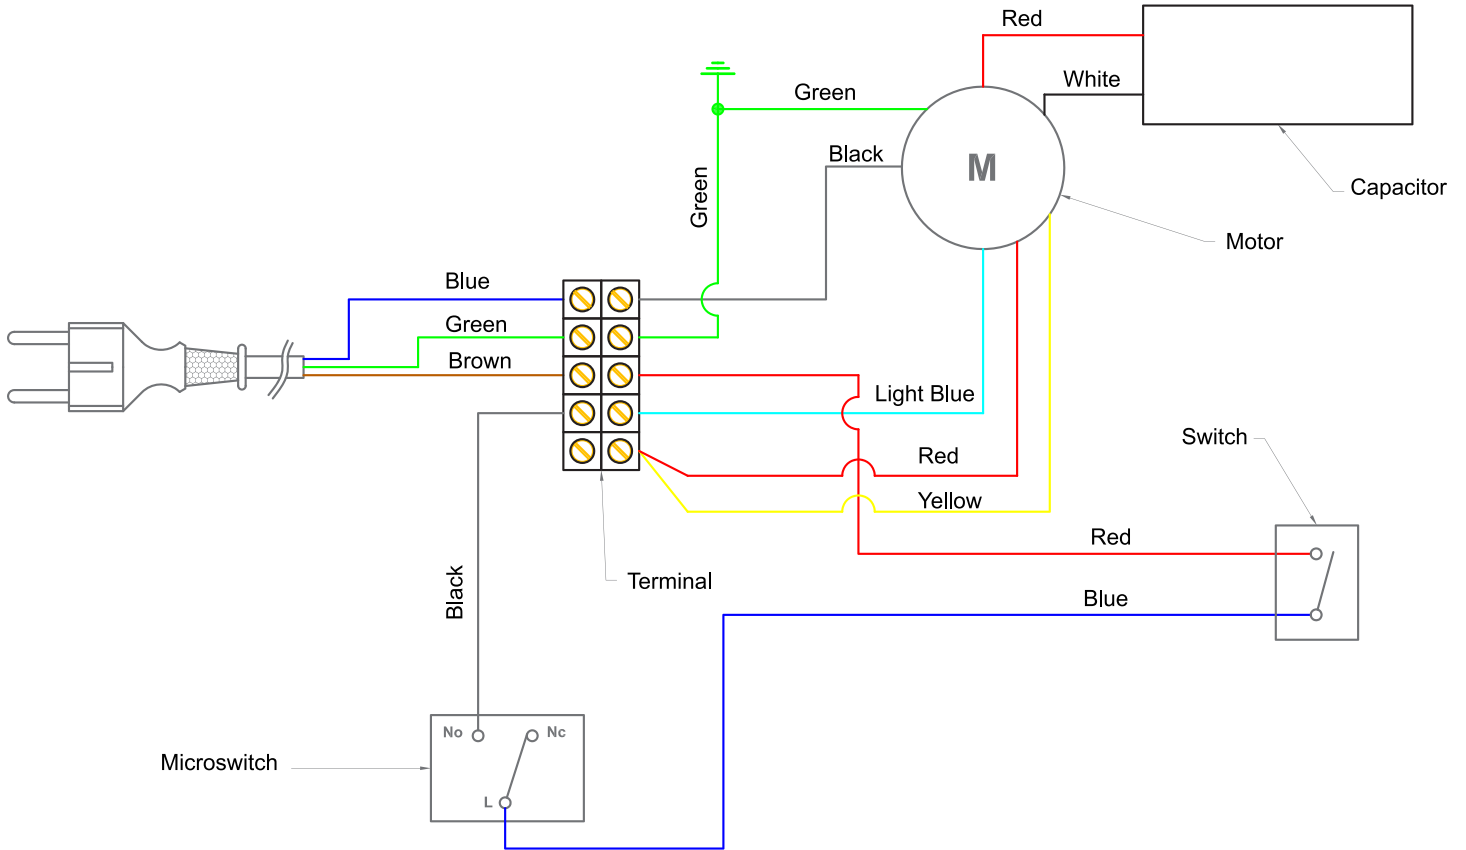 Red
White
Green
Black
Capacitor
Green
M
Motor
Blue
Green
Brown
Light Blue
Switch
Red
Yellow
Red
Terminal
Black
Blue
No
Nc
Microswitch
L